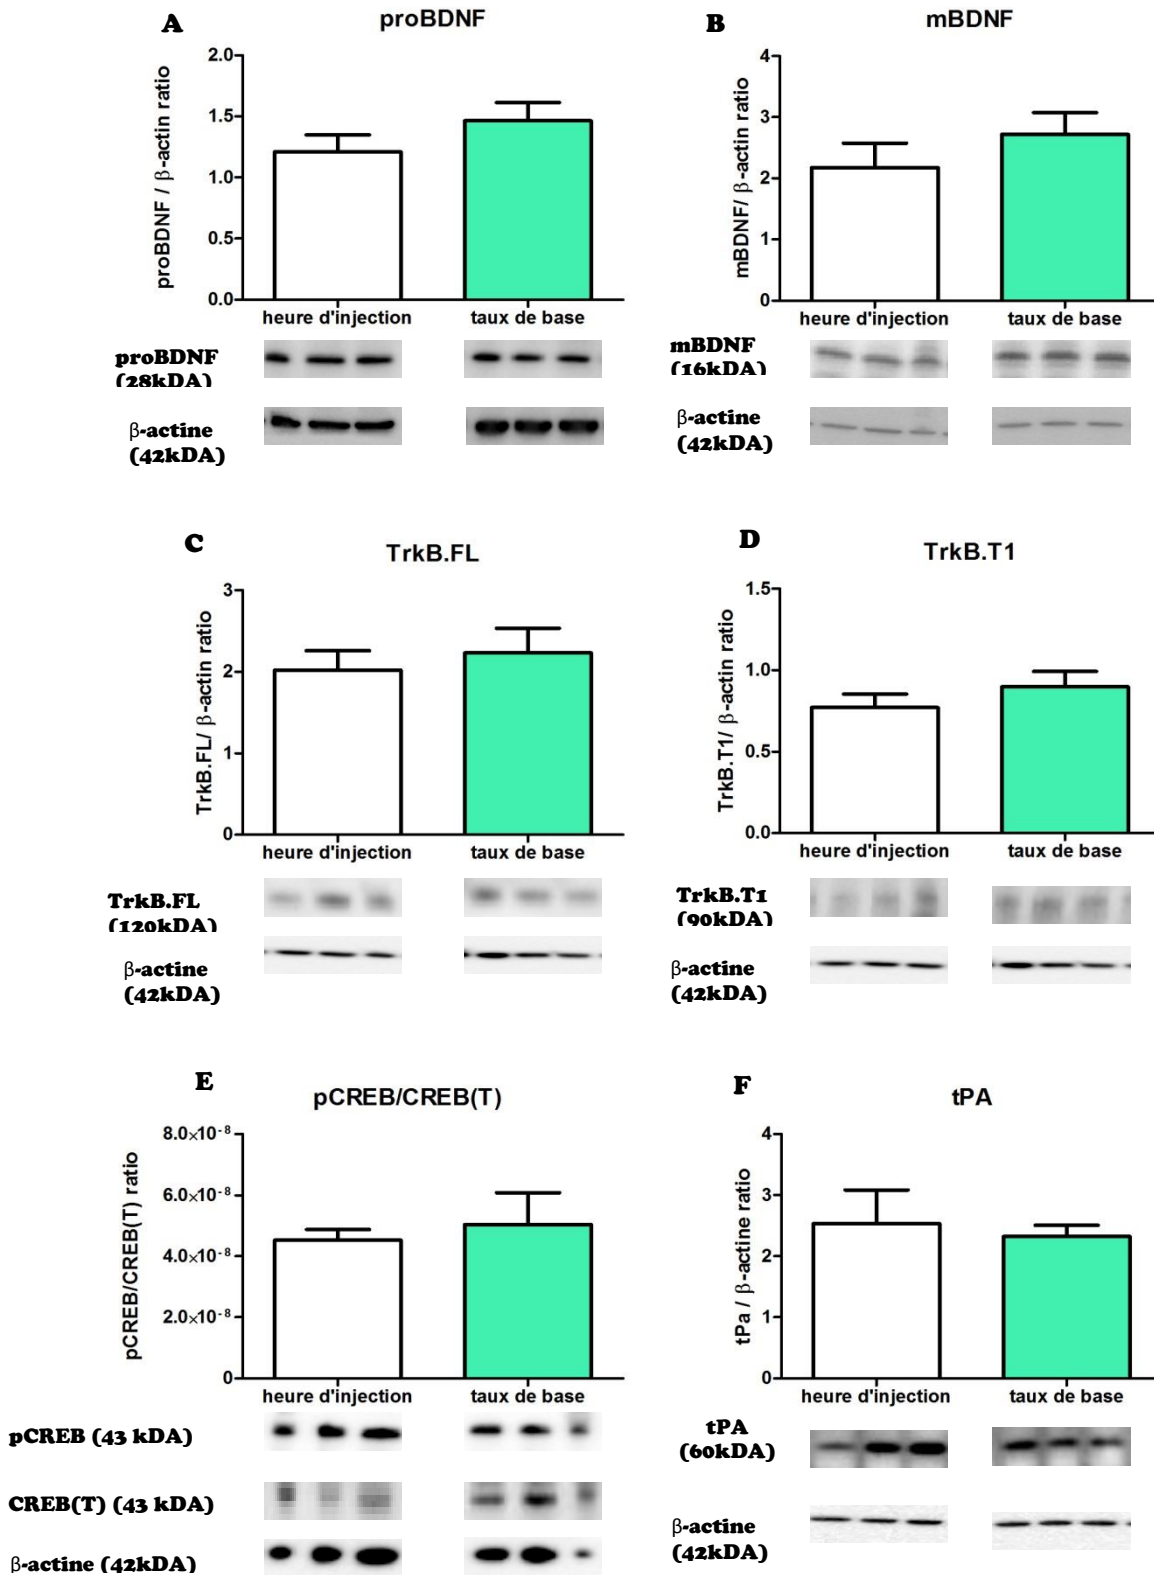 A
proBDNF
proBDNF / β-actin ratio
2.0
1.5
1.0
0.5
0.0
heure d'injection
taux de base
proBDNF
(28kDA)
β-actine
(42kDA)
B
mBDNF
mBDNF/ β-actin ratio
4
3
2
1
0
heure d'injection
taux de base
mBDNF
(16kDA)
β-actine
(42kDA)
C
TrkB.FL
TrkB.FL/ β-actin ratio
3
2
1
0
heure d'injection
taux de base
TrkB.FL
(120kDA)
β-actine
(42kDA)
D
TrkB.T1
TrkB.T1/ β-actin ratio
1.5
1.0
0.5
0.0
heure d'injection
taux de base
TrkB.T1
(90kDA)
β-actine
(42kDA)
E
pCREB/CREB(T)
pCREB/CREB(T) ratio
8.0×10⁻⁸
6.0×10⁻⁸
4.0×10⁻⁸
2.0×10⁻⁸
0
heure d'injection
taux de base
pCREB (43 kDA)
CREB(T) (43 kDA)
β-actine (42kDA)
F
tPA
tPa / β-actine ratio
4
3
2
1
0
heure d'injection
taux de base
tPA
(60kDA)
β-actine
(42kDA)